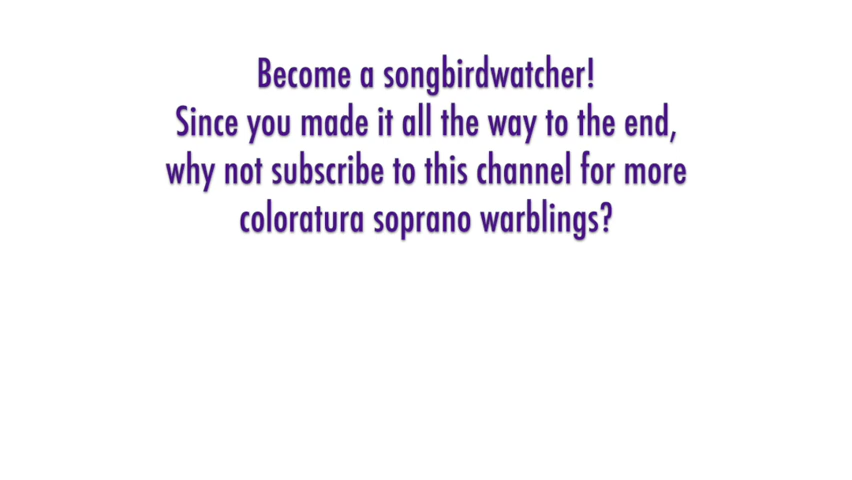 Become a songbirdwatcher!
Since you made it all the way to the end,
why not subscribe to this channel for more
coloratura soprano warblings?